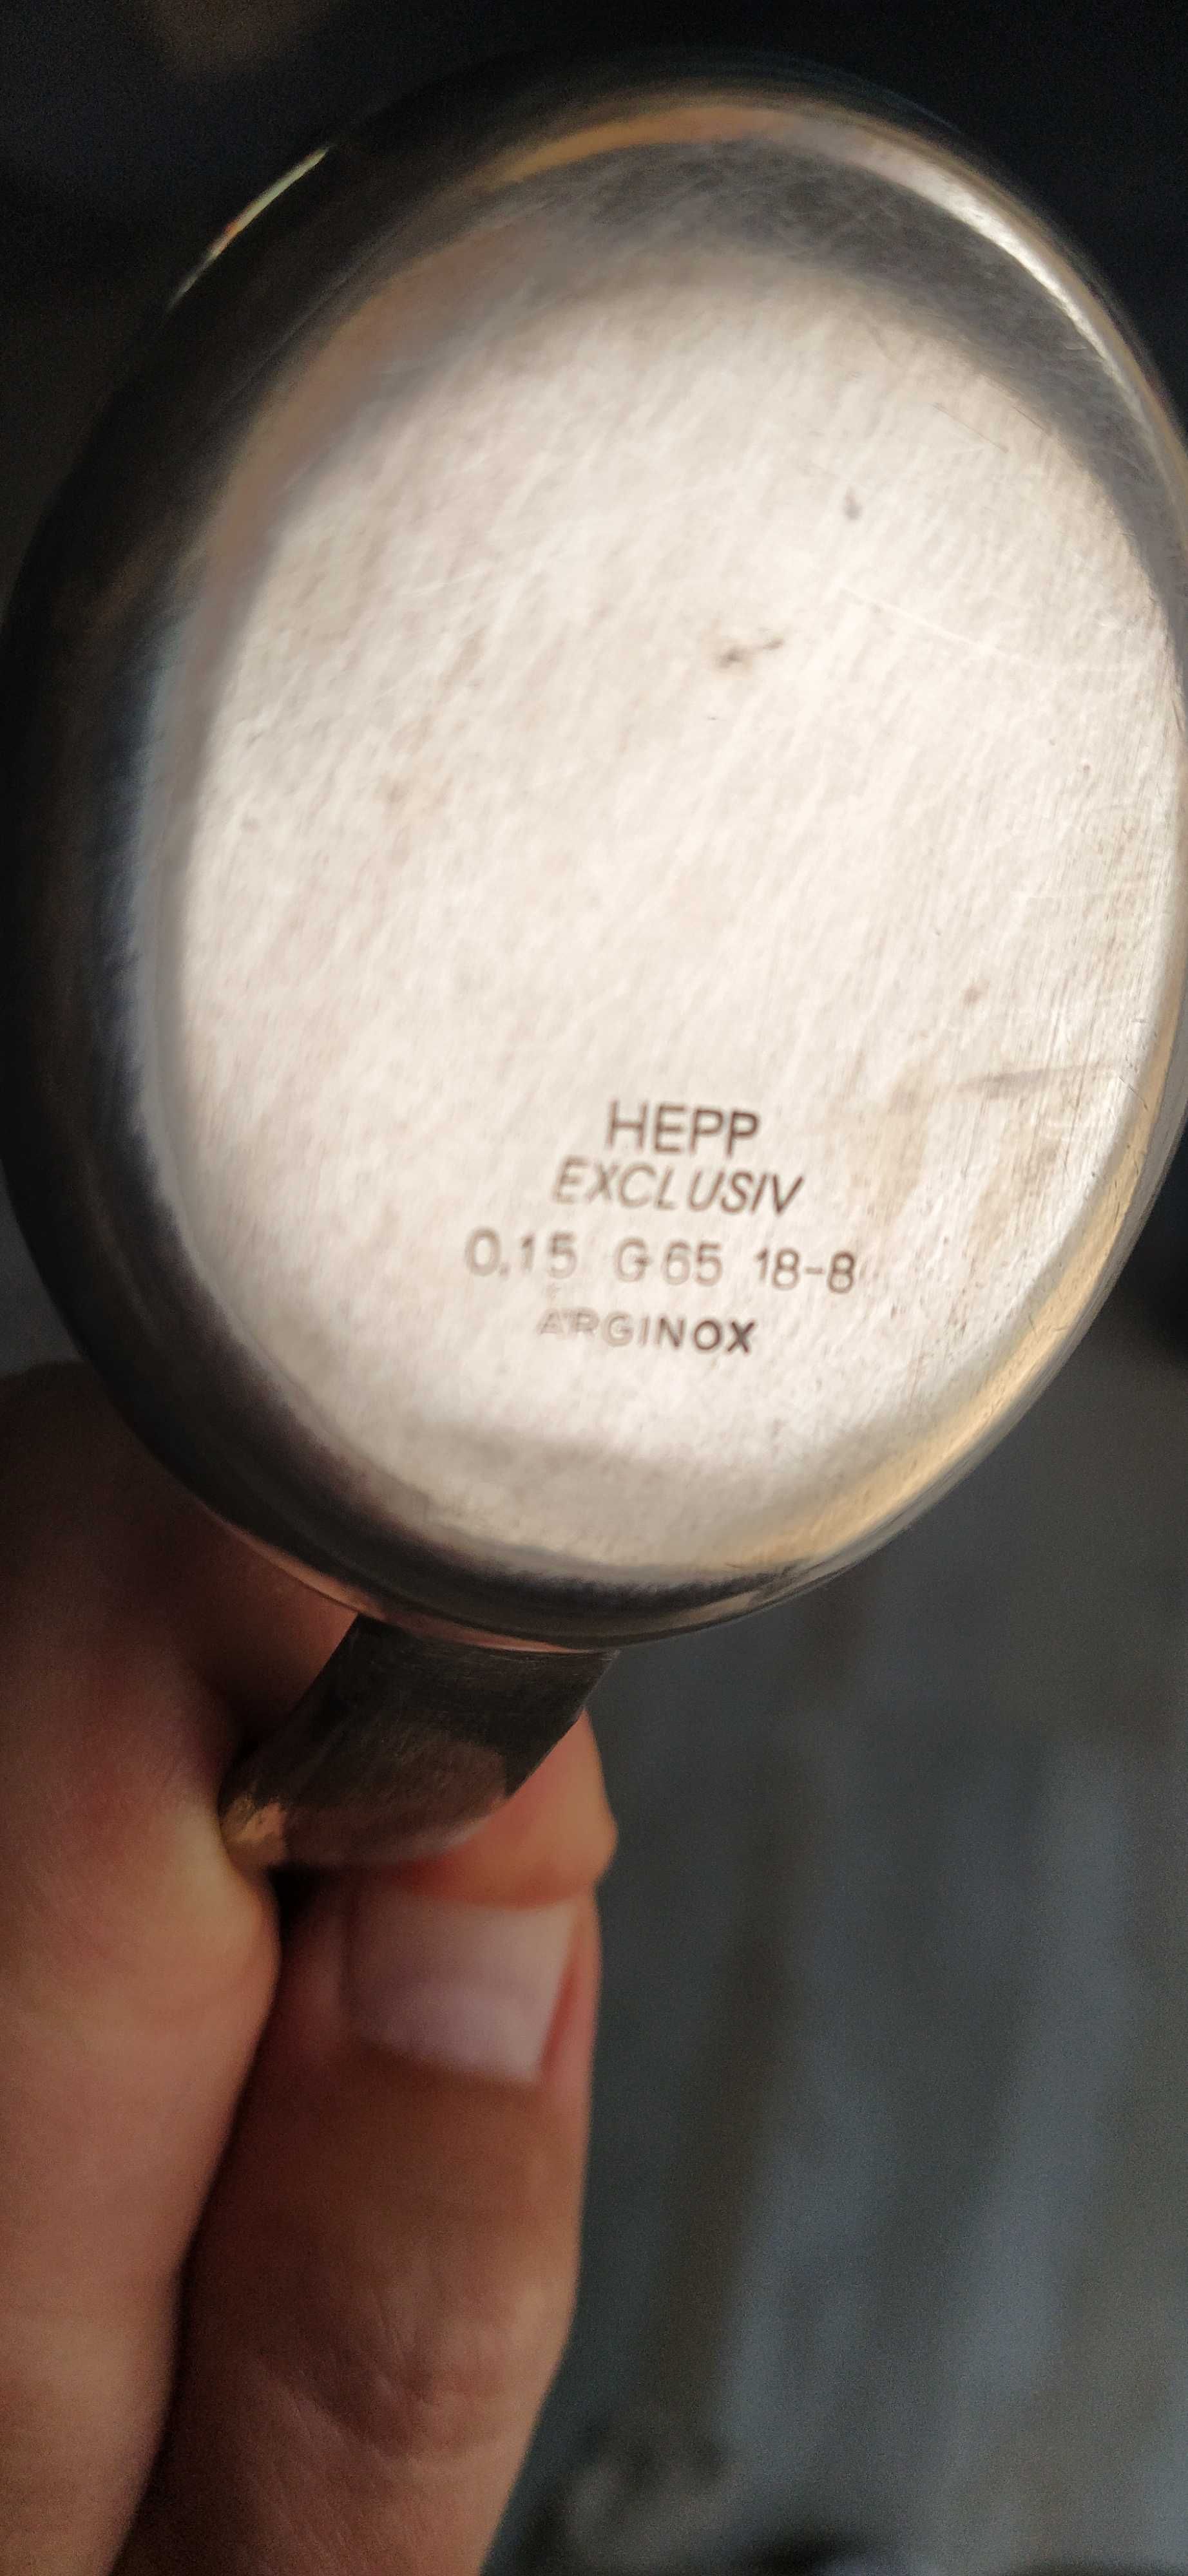 HEPP
EXCLUSIV
0,15 G65 18-8
ARGINOX